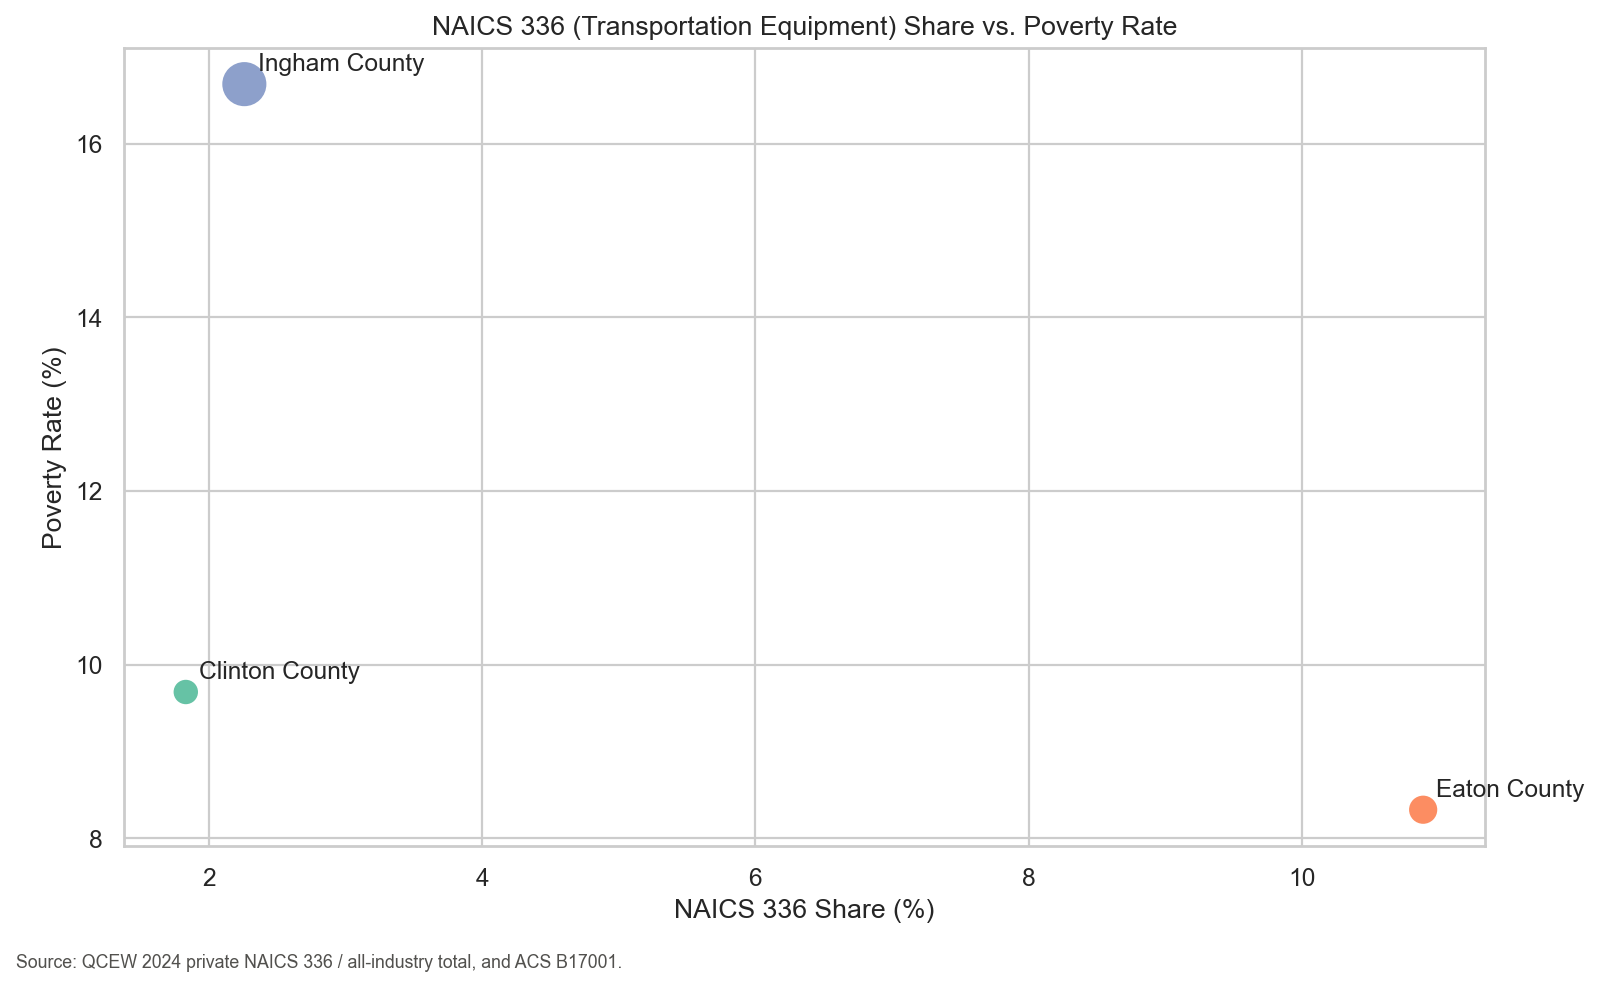 NAICS 336 (Transportation Equipment) Share vs. Poverty Rate
Ingham County
16
14
12
10
8
Poverty Rate (%)
Clinton County
Eaton County
2 4 6 8 10
NAICS 336 Share (%)
Source: QCEW 2024 private NAICS 336 / all-industry total, and ACS B17001.